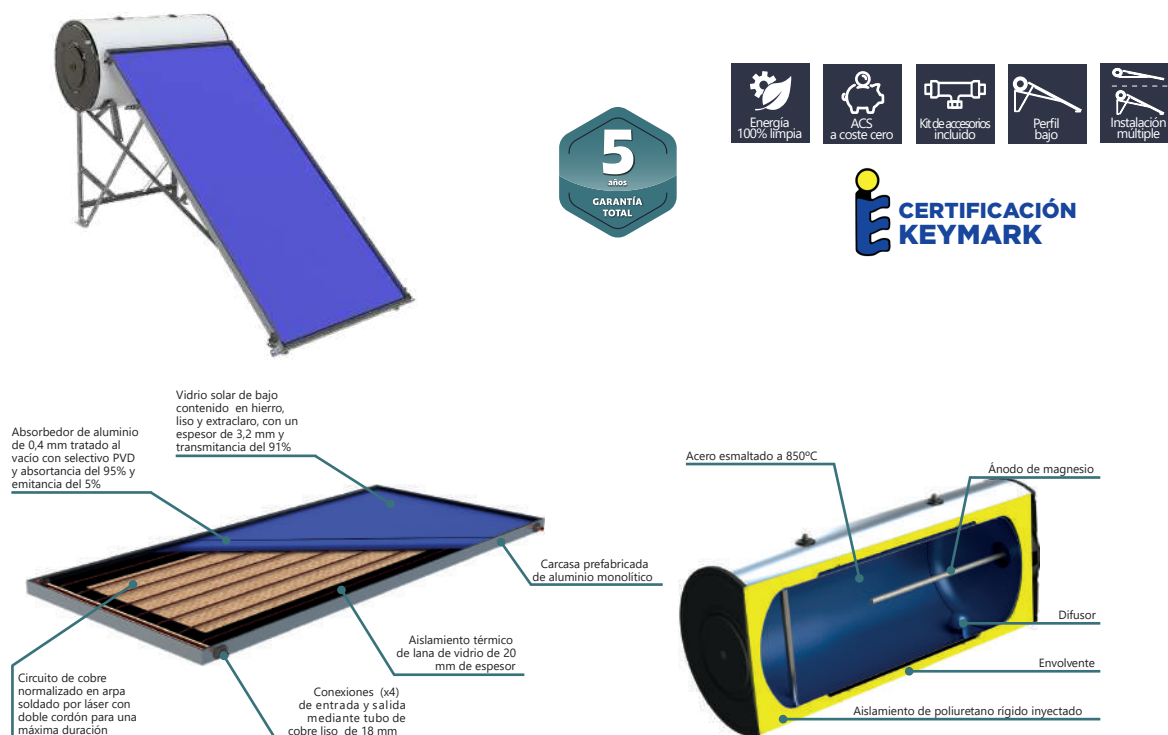 5
años
GARANTÍA
TOTAL
Energía
100% limpia
ACS
a coste cero
Kit de accesorios
incluido
Perfil
bajo
Instalación
múltiple
CERTIFICACIÓN
KEYMARK
Vidrio solar de bajo
contenido en hierro,
liso y extraclaro, con un
espesor de 3,2 mm y
transmitancia del 91%
Absorbedor de aluminio
de 0,4 mm tratado al
vacío con selectivo PVD
y absortancia del 95% y
emitancia del 5%
Carcasa prefabricada
de aluminio monolítico
Aislamiento térmico
de lana de vidrio de 20
mm de espesor
Circuito de cobre
normalizado en arpa
soldado por láser con
doble cordón para una
máxima duración
Conexiones (x4)
de entrada y salida
mediante tubo de
cobre liso de 18 mm
Acero esmaltado a 850ºC
Ánodo de magnesio
Difusor
Envolvente
Aislamiento de poliuretano rígido inyectado